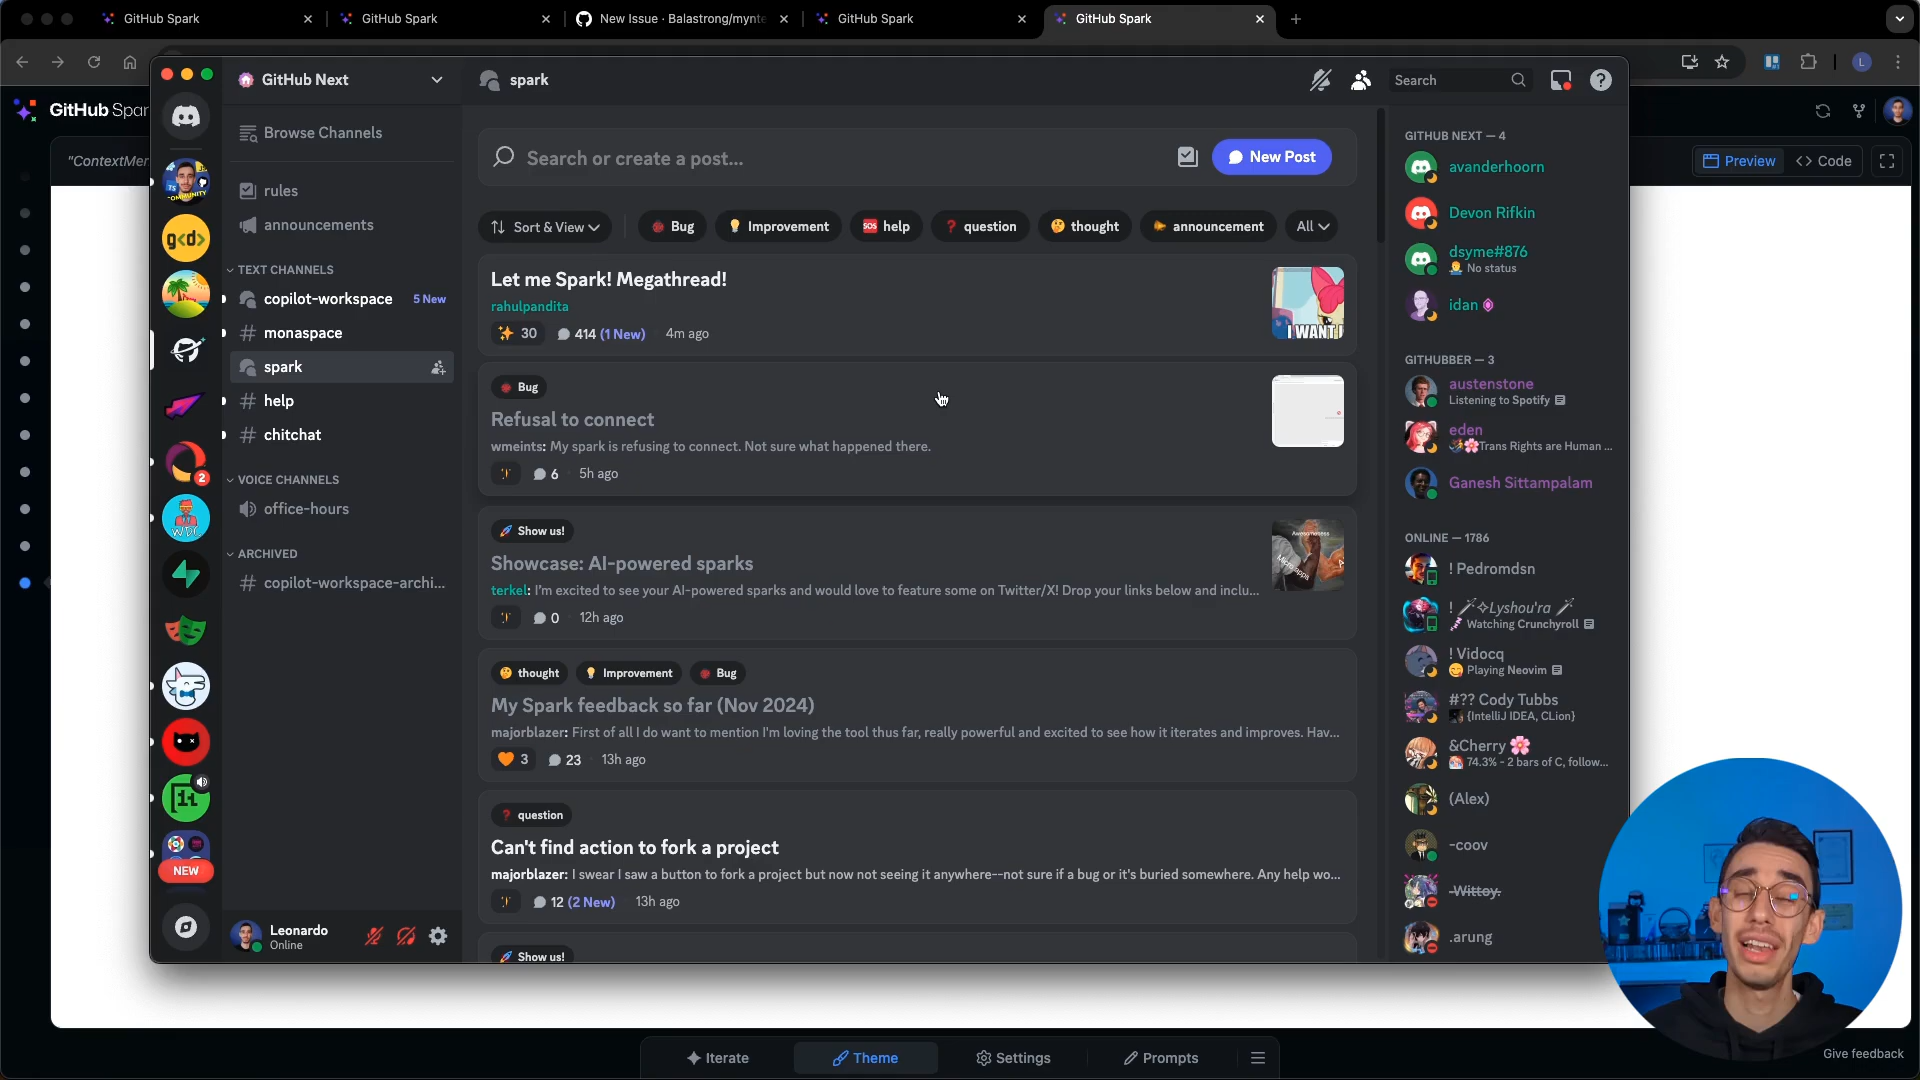 GitHub Spark
GitHub Spark
New Issue · Balastrong/mynte
GitHub Spark
GitHub Spark
GitHub Spar
"ContextMer
Preview
Code
GitHub Next
spark
Search
Browse Channels
rules
announcements
TEXT CHANNELS
copilot-workspace
5 New
monaspace
spark
help
chitchat
VOICE CHANNELS
office-hours
ARCHIVED
copilot-workspace-archi...
Leonardo
Online
g<d>
2
NEW
Search or create a post...
New Post
Sort & View
Bug
Improvement
help
question
thought
announcement
All
Let me Spark! Megathread!
rahulpandita
30
414 (1 New)
4m ago
I WANT I
Bug
Refusal to connect
wmeints: My spark is refusing to connect. Not sure what happened there.
6
5h ago
Show us!
Showcase: AI-powered sparks
terkel: I'm excited to see your AI-powered sparks and would love to feature some on Twitter/X! Drop your links below and inclu...
0
12h ago
Awesomeness
Micro apps
thought
Improvement
Bug
My Spark feedback so far (Nov 2024)
majorblazer: First of all I do want to mention I'm loving the tool thus far, really powerful and excited to see how it iterates and improves. Hav...
3
23
13h ago
question
Can't find action to fork a project
majorblazer: I swear I saw a button to fork a project but now not seeing it anywhere--not sure if a bug or it's buried somewhere. Any help wo...
12 (2 New)
13h ago
Show us!
GITHUB NEXT — 4
avanderhoorn
Devon Rifkin
dsyme#876
No status
idan
GITHUBBER — 3
austenstone
Listening to Spotify
eden
Trans Rights are Human ...
Ganesh Sittampalam
ONLINE — 1786
! Pedromdsn
! Lyshou'ra
Watching Crunchyroll
! Vidocq
Playing Neovim
#?? Cody Tubbs
{IntelliJ IDEA, CLion}
&Cherry
74.3% - 2 bars of C, follow...
(Alex)
-coov
-Wittoy.
.arung
Iterate
Theme
Settings
Prompts
Give feedback